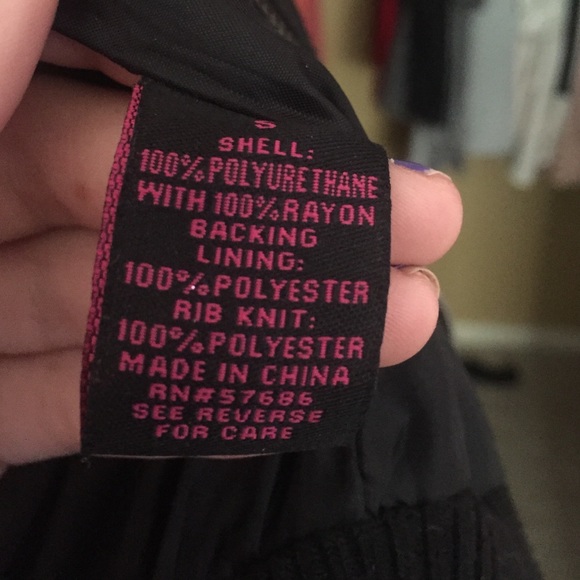 S
SHELL:
100% POLYURETHANE
WITH 100% RAYON
BACKING
LINING:
100% POLYESTER
RIB KNIT:
100% POLYESTER
MADE IN CHINA
RN#57686
SEE REVERSE
FOR CARE